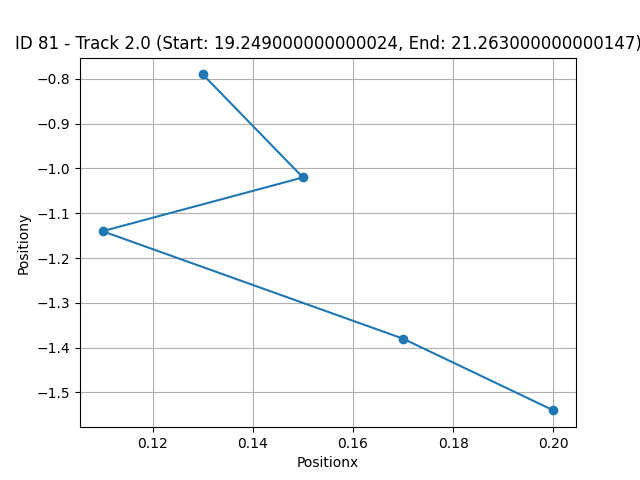 ID 81 - Track 2.0 (Start: 19.249000000000024, End: 21.263000000000147)
−0.8
−0.9
−1.0
−1.1
−1.2
−1.3
−1.4
−1.5
Positiony
0.12 0.14 0.16 0.18 0.20
Positionx